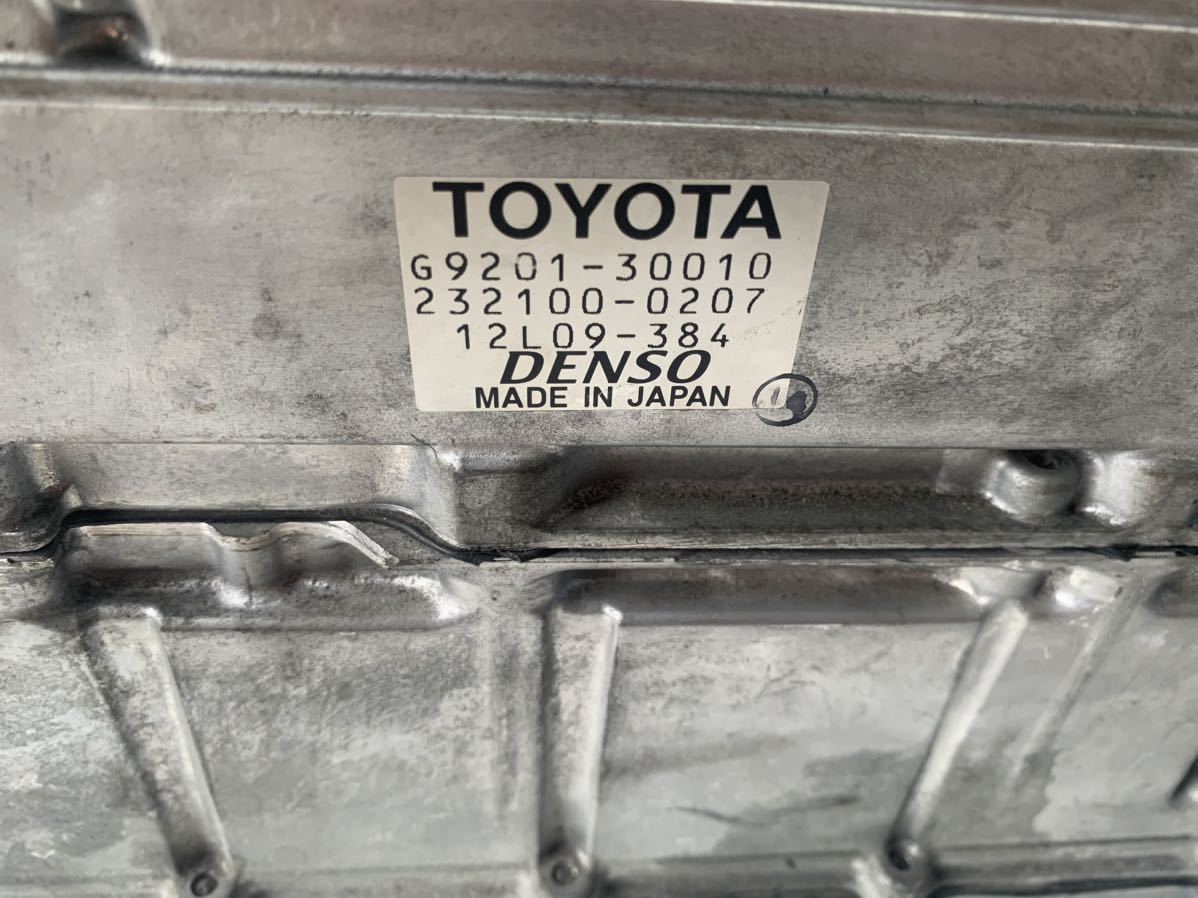 TOYOTA
G9201-30010
232100-0207
12L09-384
DENSO
MADE IN JAPAN